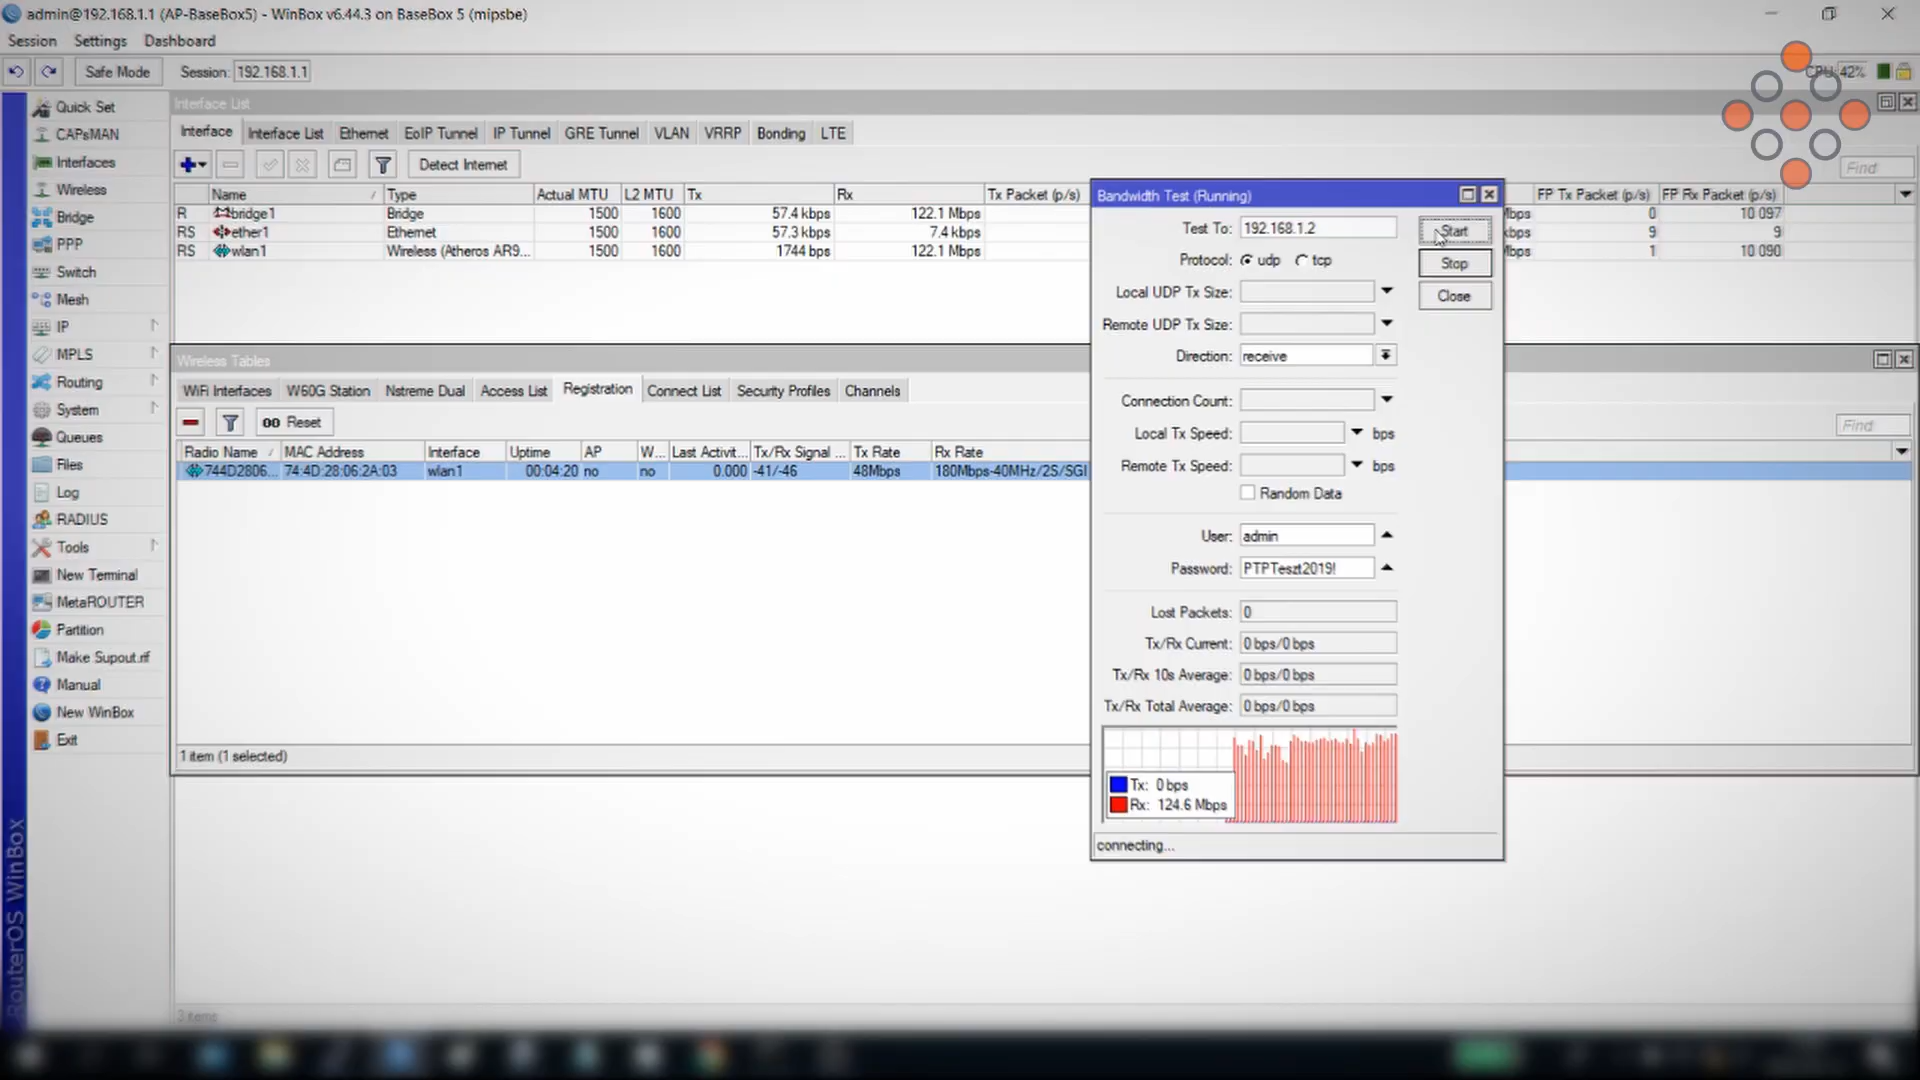 admin@192.168.1.1 (AP-BaseBox5) - WinBox v6.44.3 on BaseBox 5 (mipsbe)
Session Settings Dashboard
Safe Mode Session: 192.168.1.1 CPU: 42%
Quick Set
CAPsMAN
Interfaces
Wireless
Bridge
PPP
Switch
Mesh
IP
MPLS
Routing
System
Queues
Files
Log
RADIUS
Tools
New Terminal
MetaROUTER
Partition
Make Supout.rif
Manual
New WinBox
Exit
RouterOS WinBox
Interface List
Interface Interface List Ethernet EoIP Tunnel IP Tunnel GRE Tunnel VLAN VRRP Bonding LTE
Detect Internet Find
Name / Type Actual MTU L2 MTU Tx Rx Tx Packet (p/s) FP Tx Packet (p/s) FP Rx Packet (p/s)
R bridge1 Bridge 1500 1600 57.4 kbps 122.1 Mbps Mbps 0 10 097
RS ether1 Ethernet 1500 1600 57.3 kbps 7.4 kbps kbps 9 9
RS wlan1 Wireless (Atheros AR9... 1500 1600 1744 bps 122.1 Mbps Mbps 1 10 090
3 items
Wireless Tables
WiFi Interfaces W60G Station Nstreme Dual Access List Registration Connect List Security Profiles Channels
00 Reset Find
Radio Name / MAC Address Interface Uptime AP W... Last Activit... Tx/Rx Signal ... Tx Rate Rx Rate
744D2806... 74:4D:28:06:2A:03 wlan1 00:04:20 no no 0.000 -41/-46 48Mbps 180Mbps-40MHz/2S/SGI
1 item (1 selected)
Bandwidth Test (Running)
Test To: 192.168.1.2 Start
Protocol: udp tcp Stop
Local UDP Tx Size: Close
Remote UDP Tx Size:
Direction: receive
Connection Count:
Local Tx Speed: bps
Remote Tx Speed: bps
Random Data
User: admin
Password: PTPTeszt2019!
Lost Packets: 0
Tx/Rx Current: 0 bps/0 bps
Tx/Rx 10s Average: 0 bps/0 bps
Tx/Rx Total Average: 0 bps/0 bps
Tx: 0 bps
Rx: 124.6 Mbps
connecting...